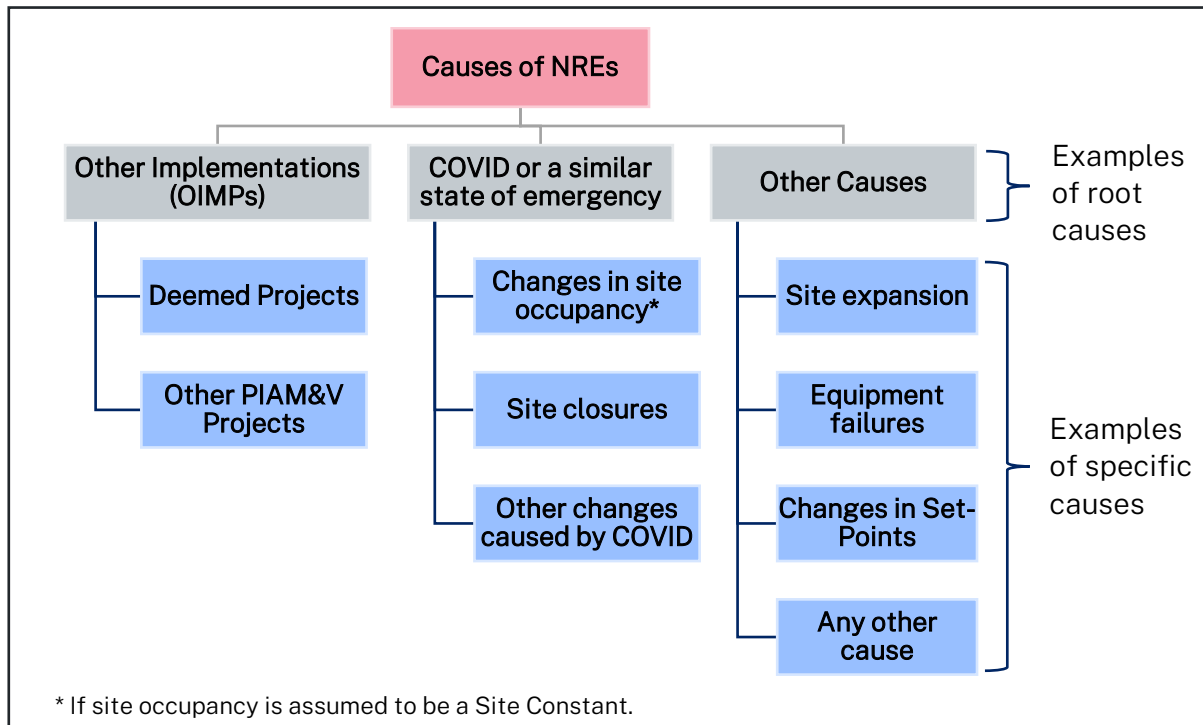 Causes of NREs
Other Implementations
(OIMPs)
COVID or a similar
state of emergency
Other Causes
Examples
of root
causes
Deemed Projects
Other PIAM&V
Projects
Changes in site
occupancy*
Site closures
Other changes
caused by COVID
Site expansion
Equipment
failures
Changes in Set-
Points
Any other
cause
Examples
of specific
causes
* If site occupancy is assumed to be a Site Constant.